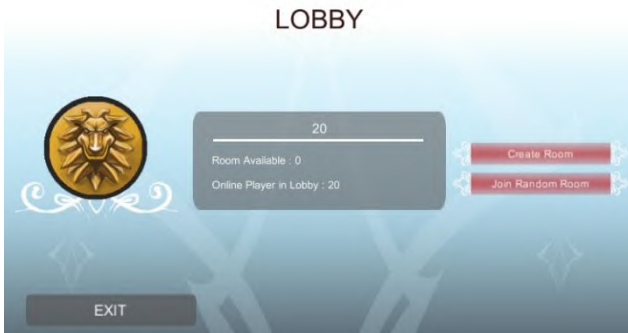 LOBBY
20
Room Available : 0
Online Player in Lobby : 20
Create Room
Join Random Room
EXIT